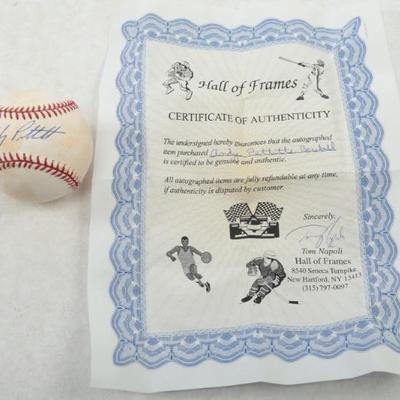 Hall of Frames
CERTIFICATE OF AUTHENTICITY
The undersigned hereby guarantees that the autographed
item purchased Andy Pettitte Baseball
is certified to be genuine and authentic.
All autographed items are fully refundable at any time,
if authenticity is disputed by customer.
Sincerely,
Tom Napoli
Hall of Frames
8540 Seneca Turnpike
New Hartford, NY 13413
(315) 797-0097